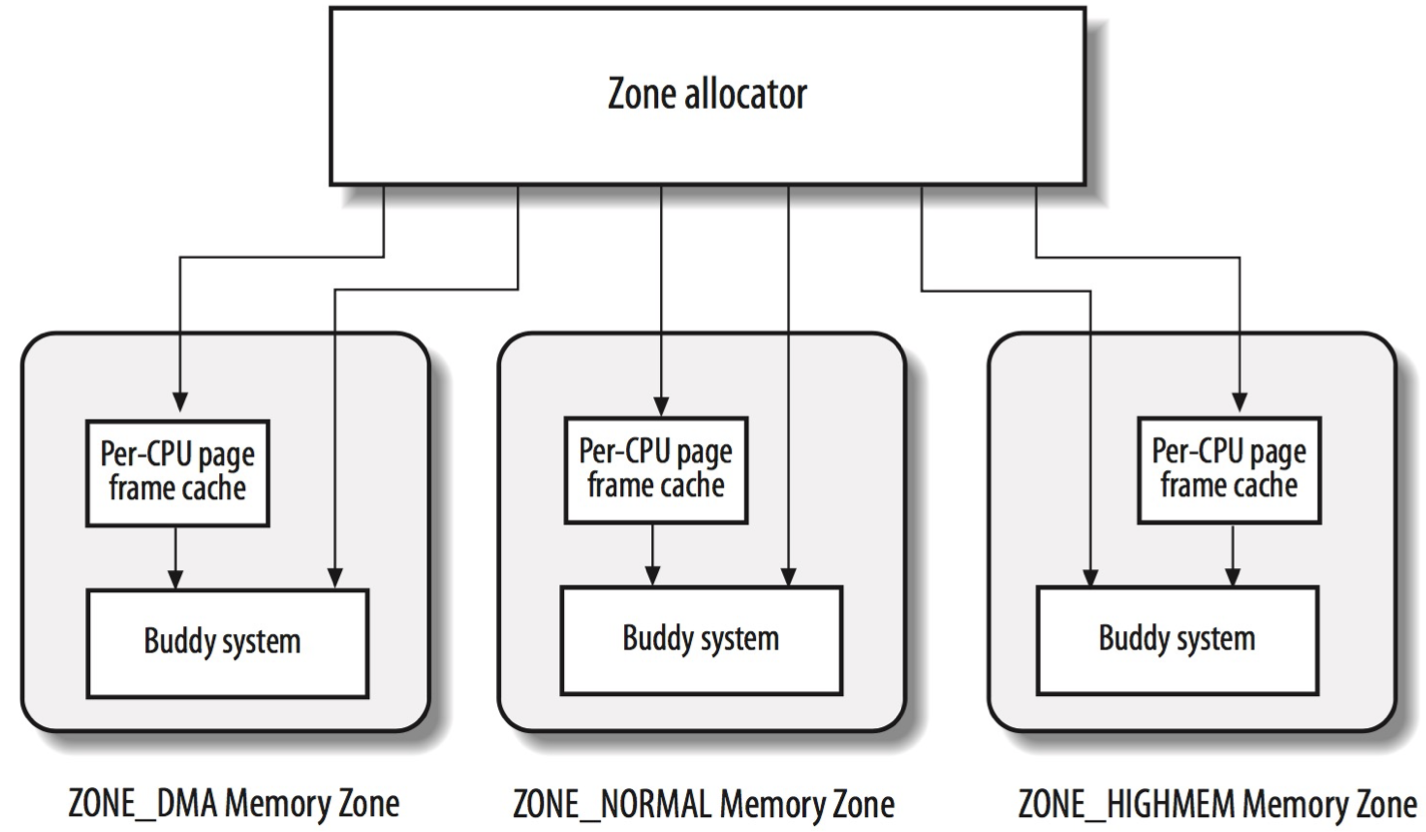 Zone allocator
Per-CPU page
frame cache
Per-CPU page
frame cache
Per-CPU page
frame cache
Buddy system
Buddy system
Buddy system
ZONE_DMA Memory Zone
ZONE_NORMAL Memory Zone
ZONE_HIGHMEM Memory Zone